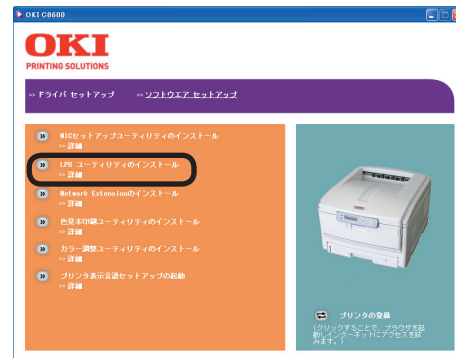 OKI C8600
OKI
PRINTING SOLUTIONS
ドライバ セットアップ
ソフトウエア セットアップ
NICセットアップユーティリティのインストール
詳細
LPR ユーティリティのインストール
詳細
Network Extensionのインストール
詳細
色見本印刷ユーティリティのインストール
詳細
カラー調整ユーティリティのインストール
詳細
プリンタ表示言語セットアップの起動
詳細
プリンタの登録
(クリックすることで、ブラウザを起
動しインターネットにアクセスを試
みます。)